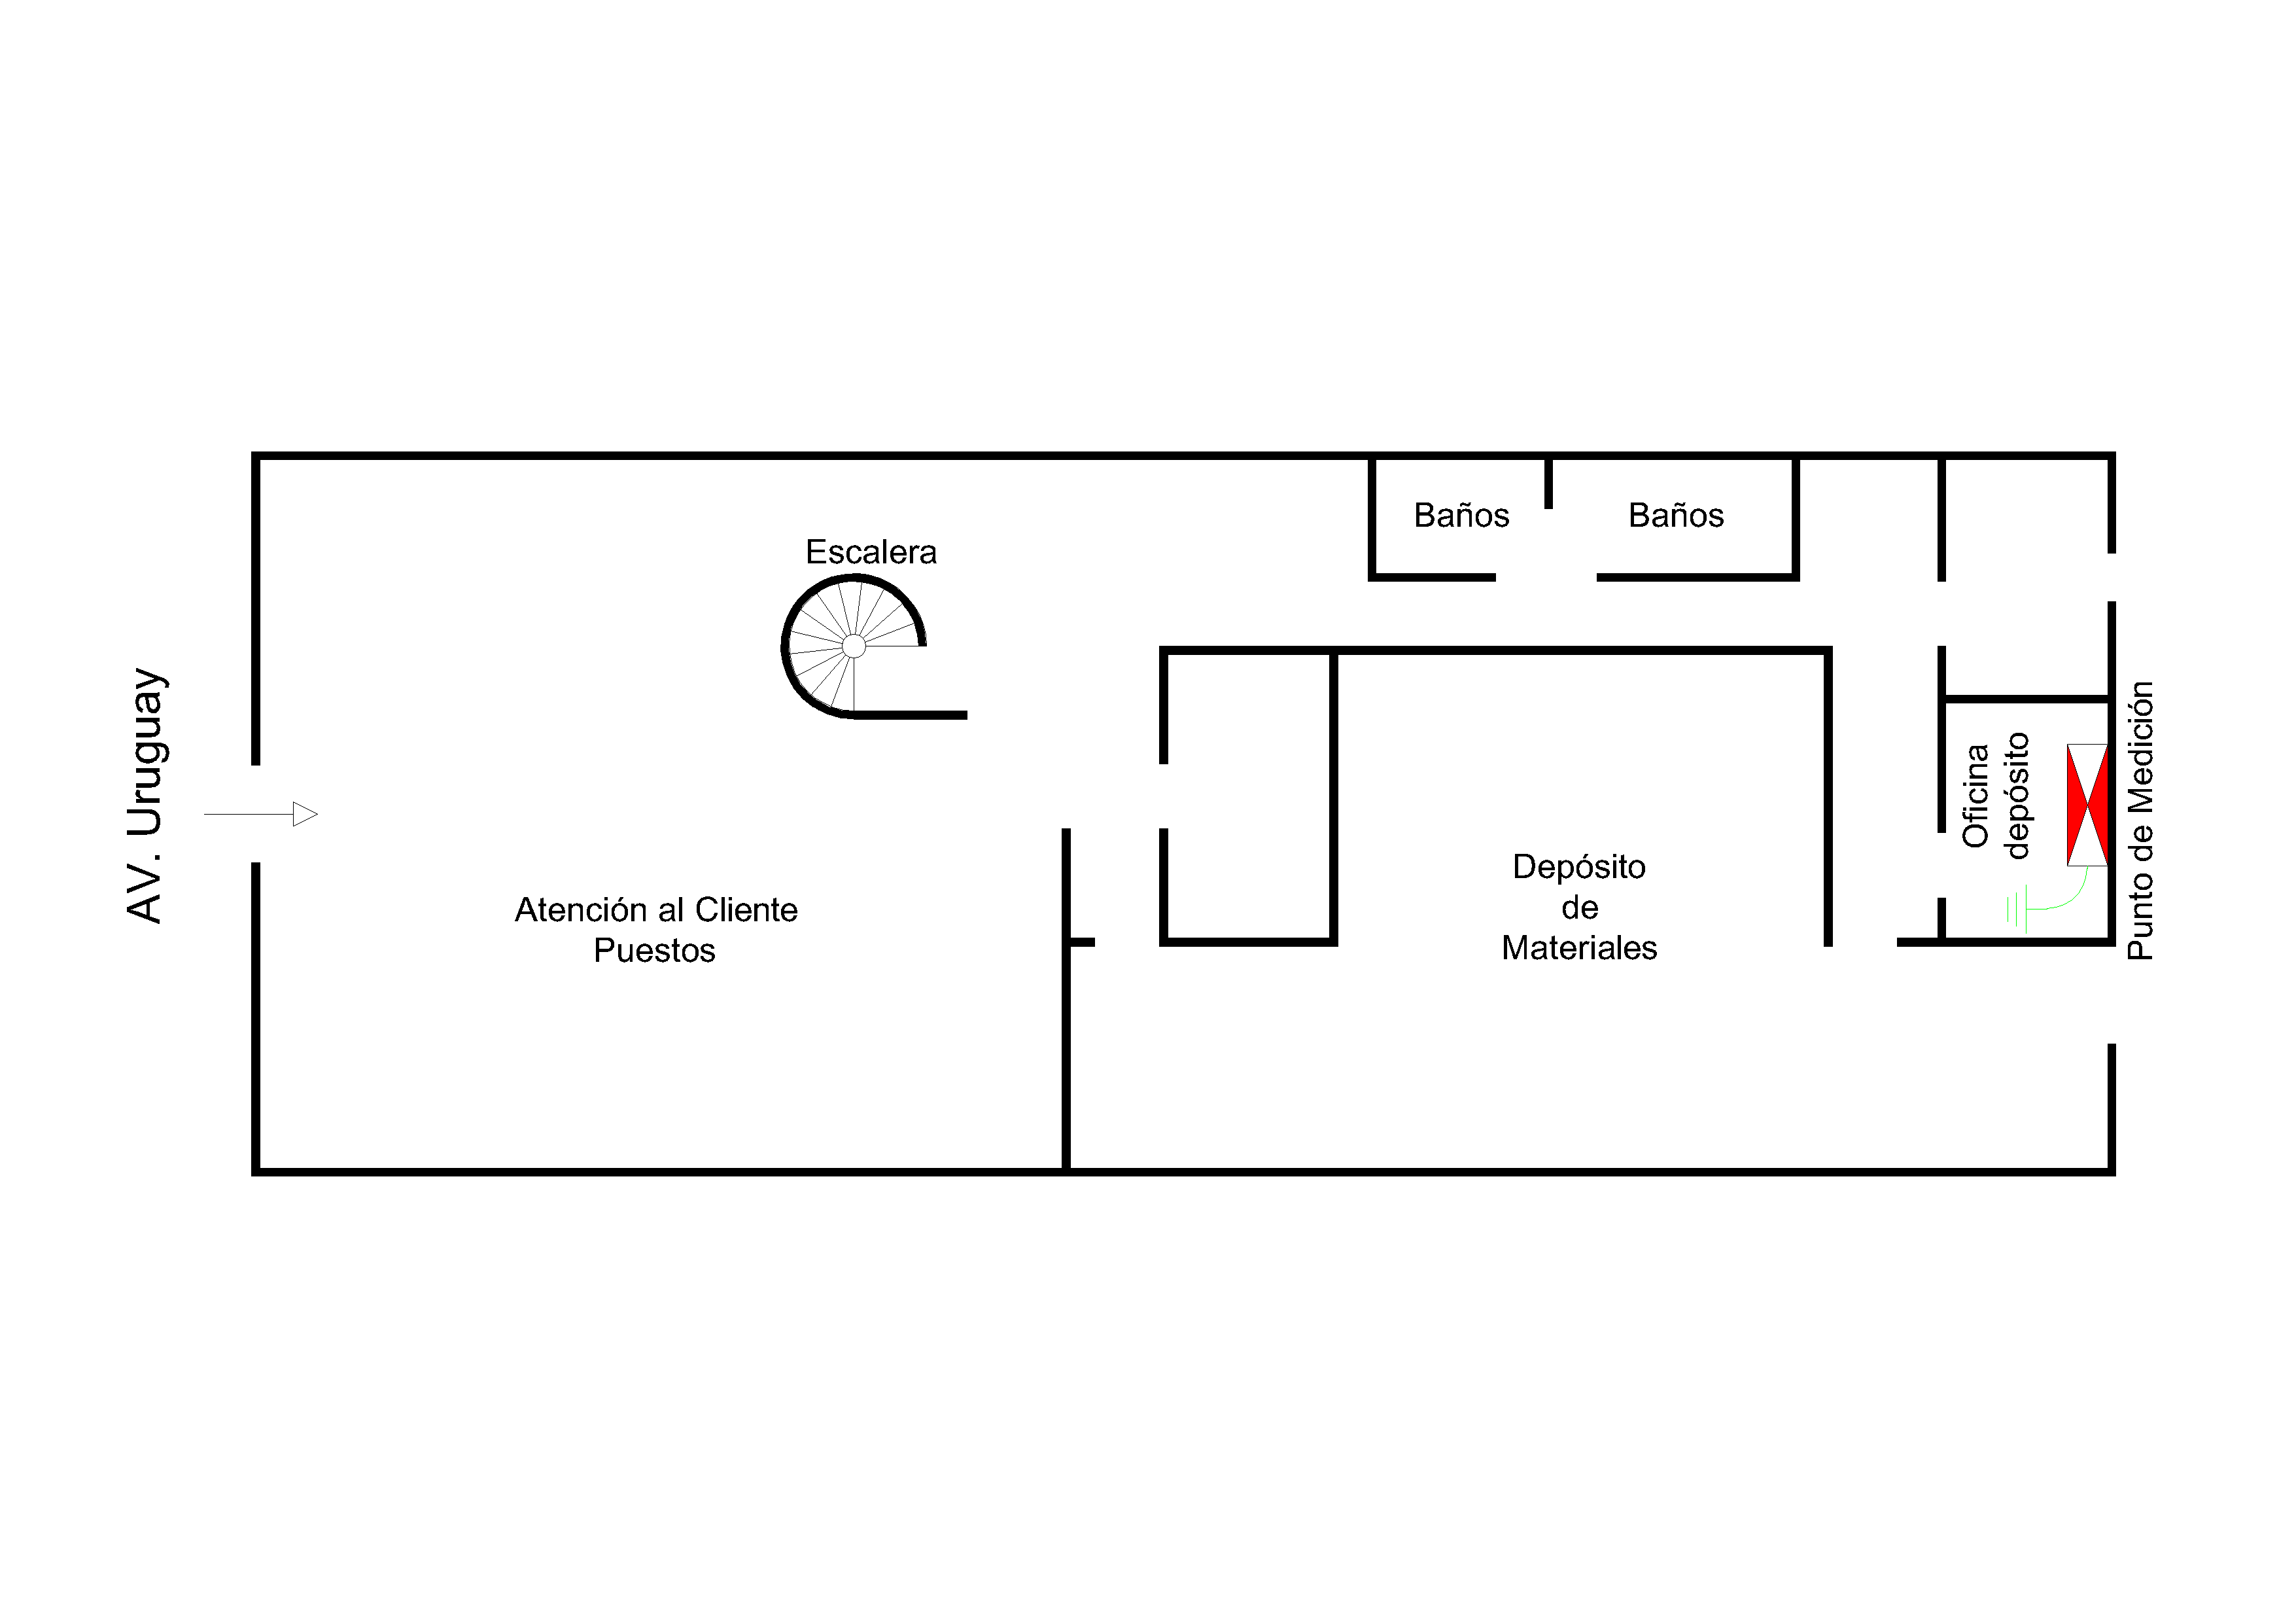 AV. Uruguay
Escalera
Atención al Cliente
Puestos
Baños
Baños
Depósito
de
Materiales
Oficina
depósito
Punto de Medición